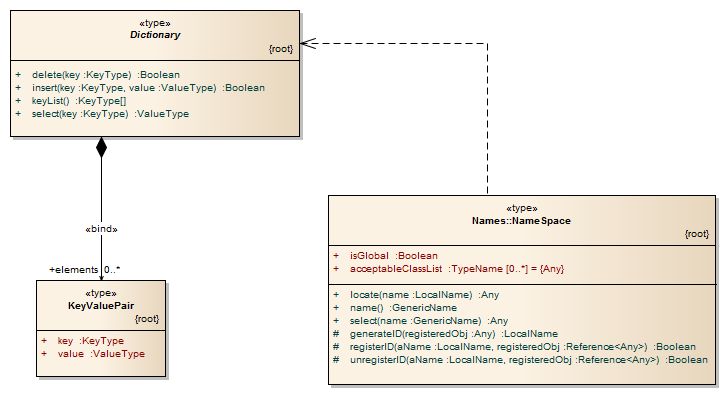 «type»
Dictionary
{root}
+ delete(key :KeyType) :Boolean
+ insert(key :KeyType, value :ValueType) :Boolean
+ keyList() :KeyType[]
+ select(key :KeyType) :ValueType
«bind»
+elements 0..*
«type»
KeyValuePair
{root}
+ key :KeyType
+ value :ValueType
«type»
Names::NameSpace
{root}
+ isGlobal :Boolean
+ acceptableClassList :TypeName [0..*] = {Any}
+ locate(name :LocalName) :Any
+ name() :GenericName
+ select(name :GenericName) :Any
# generateID(registeredObj :Any) :LocalName
# registerID(aName :LocalName, registeredObj :Reference<Any>) :Boolean
# unregisterID(aName :LocalName, registeredObj :Reference<Any>) :Boolean